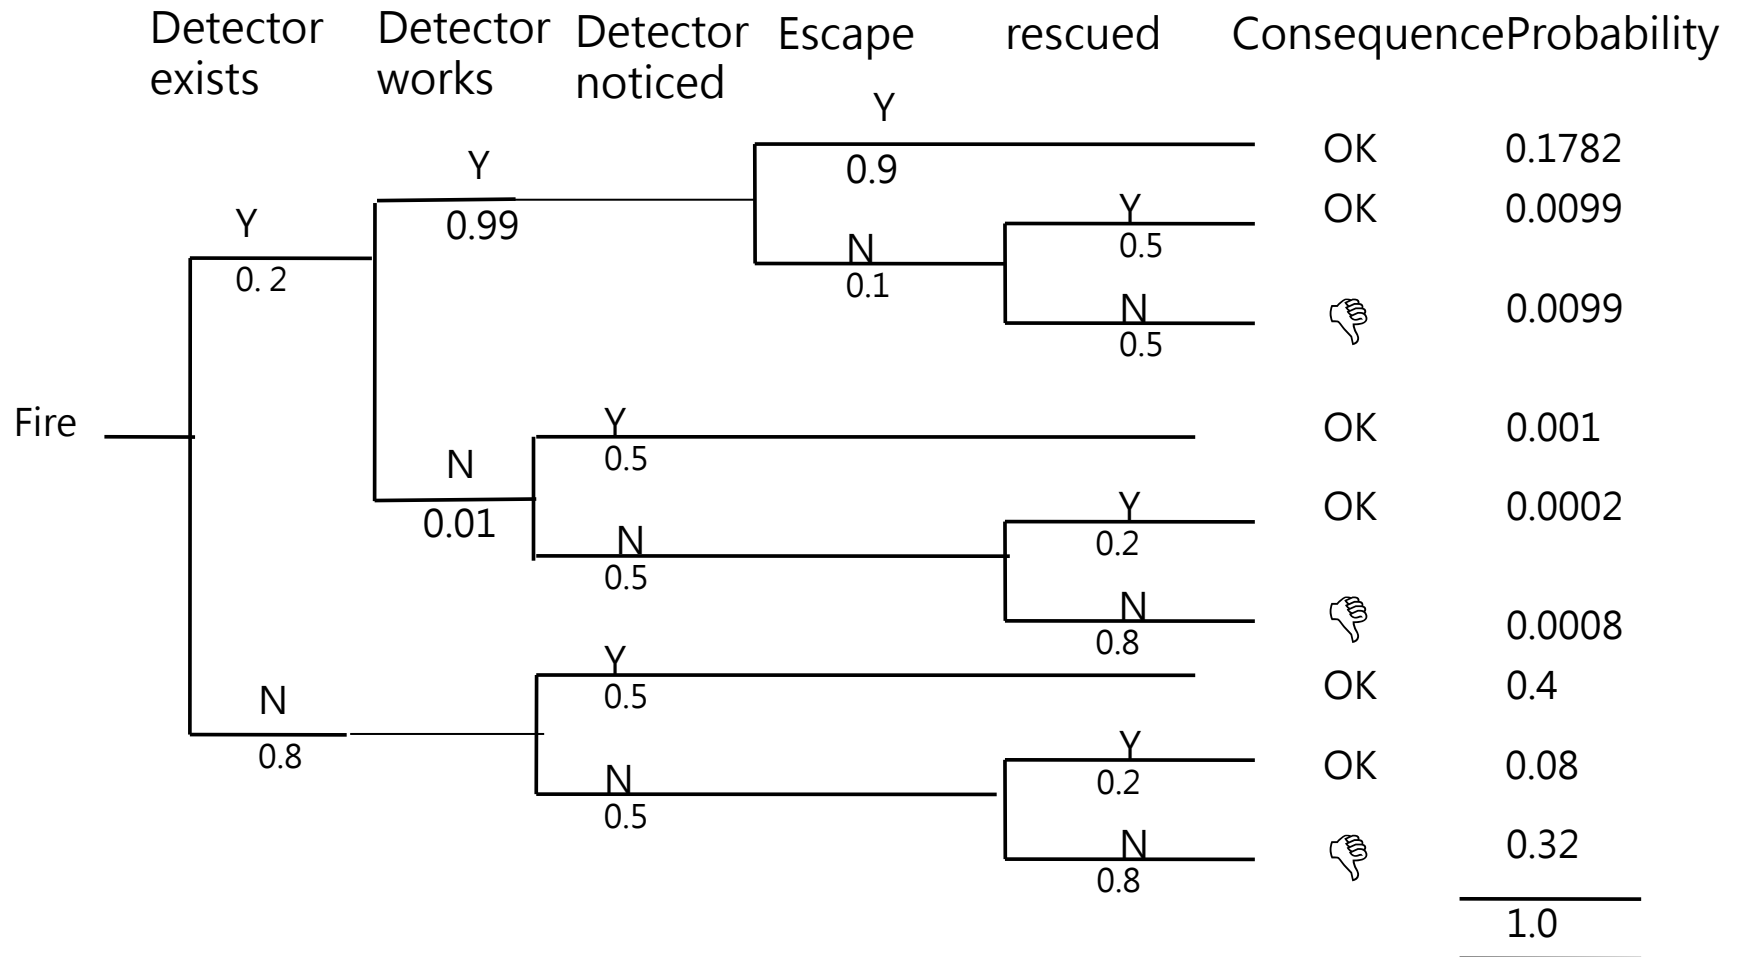 Detector exists
Detector works
Detector noticed
Escape
rescued
Consequence
Probability
Y
OK
0.1782
0.9
Y
0.99
Y
OK
0.0099
0.5
Y
0. 2
N
0.1
N
0.0099
0.5
Fire
Y
OK
0.001
0.5
N
0.01
Y
OK
0.0002
0.2
N
0.5
N
0.0008
0.8
Y
OK
0.4
0.5
N
0.8
Y
OK
0.08
0.2
N
0.5
N
0.32
0.8
1.0